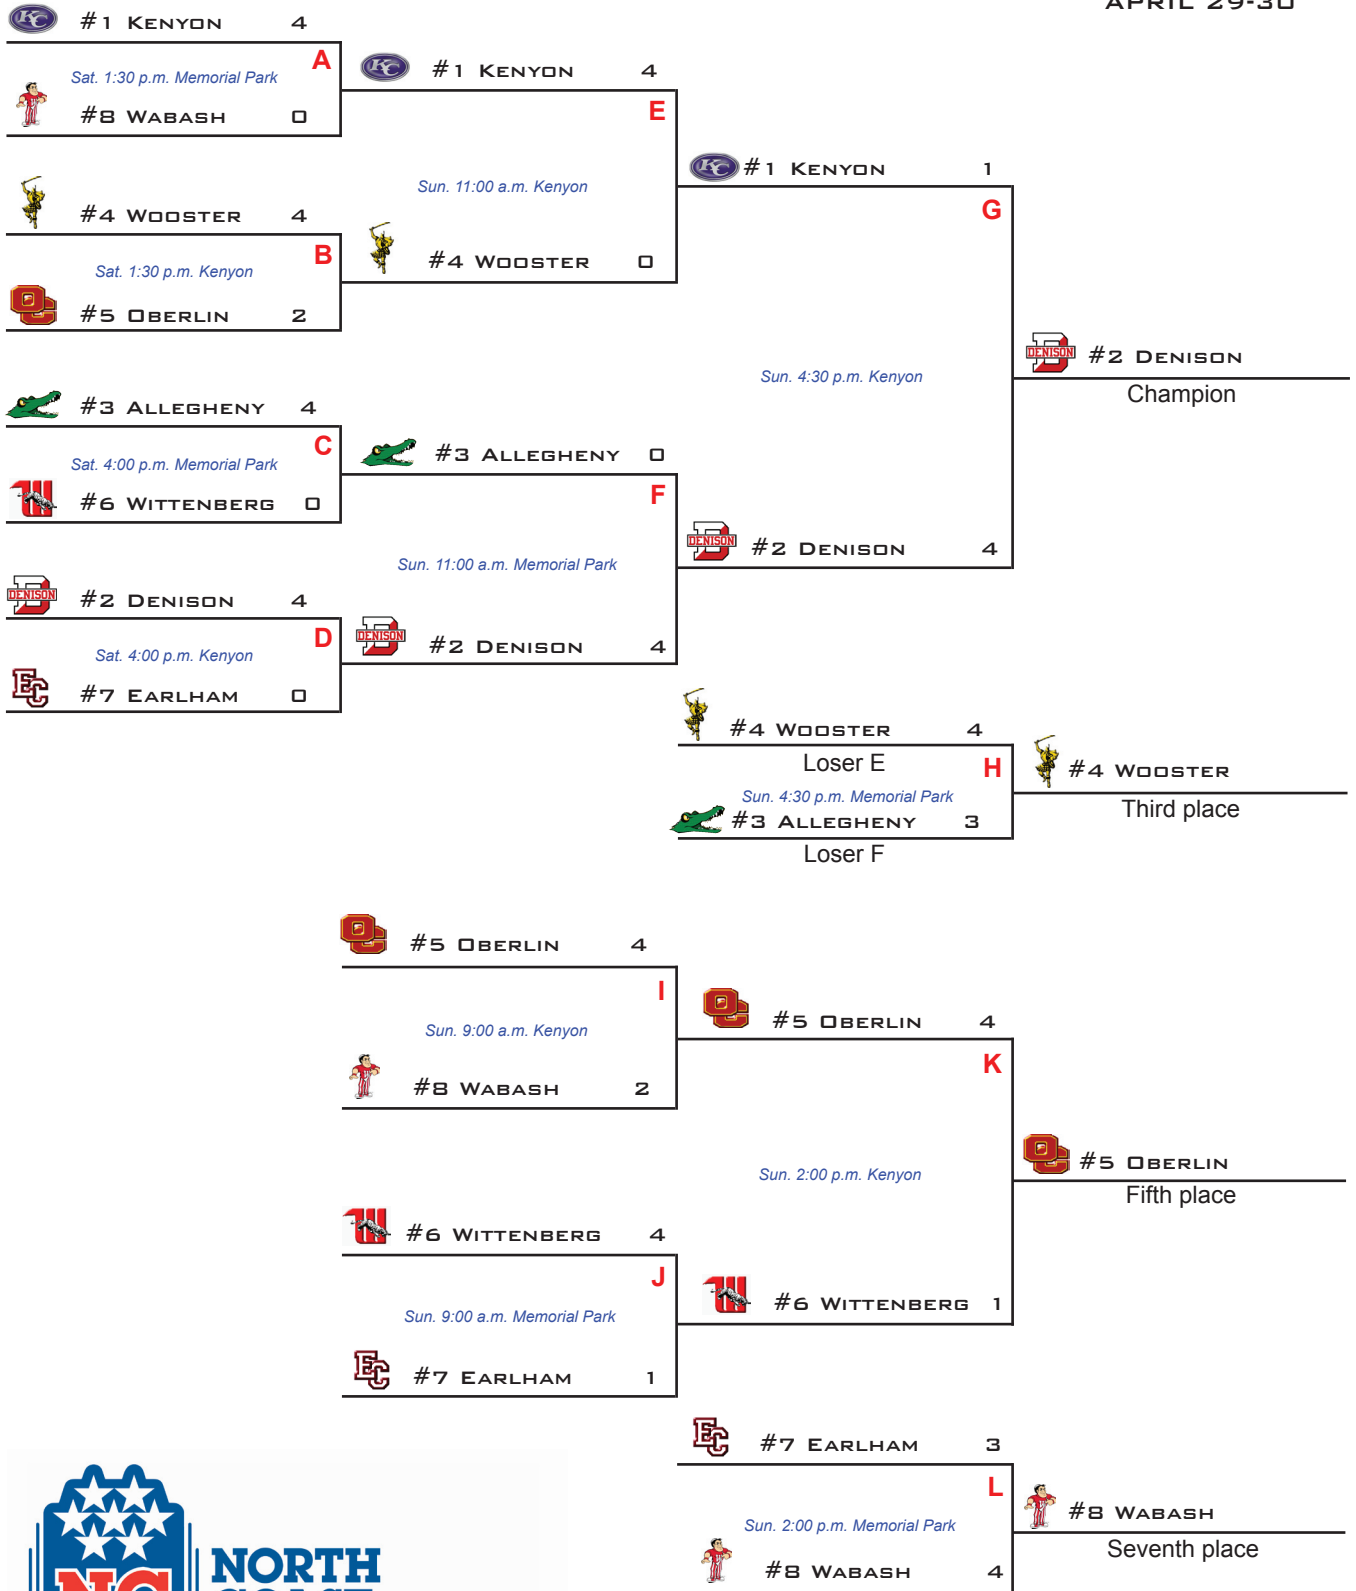 APRIL 29-30
#1 KENYON 4
A
Sat. 1:30 p.m. Memorial Park
#8 WABASH 0
#4 WOOSTER 4
B
Sat. 1:30 p.m. Kenyon
#5 OBERLIN 2
#3 ALLEGHENY 4
C
Sat. 4:00 p.m. Memorial Park
#6 WITTENBERG 0
DENISON
#2 DENISON 4
D
Sat. 4:00 p.m. Kenyon
#7 EARLHAM 0
#1 KENYON 4
E
Sun. 11:00 a.m. Kenyon
#4 WOOSTER 0
#3 ALLEGHENY 0
F
Sun. 11:00 a.m. Memorial Park
DENISON
#2 DENISON 4
#1 KENYON 1
G
Sun. 4:30 p.m. Kenyon
DENISON
#2 DENISON 4
DENISON
#2 DENISON
Champion
#4 WOOSTER 4
Loser E
H
Sun. 4:30 p.m. Memorial Park
#3 ALLEGHENY 3
Loser F
#4 WOOSTER
Third place
#5 OBERLIN 4
I
Sun. 9:00 a.m. Kenyon
#8 WABASH 2
#6 WITTENBERG 4
J
Sun. 9:00 a.m. Memorial Park
#7 EARLHAM 1
#5 OBERLIN 4
K
Sun. 2:00 p.m. Kenyon
#6 WITTENBERG 1
#5 OBERLIN
Fifth place
#7 EARLHAM 3
L
Sun. 2:00 p.m. Memorial Park
#8 WABASH 4
#8 WABASH
Seventh place
NC
NORTH
COAST